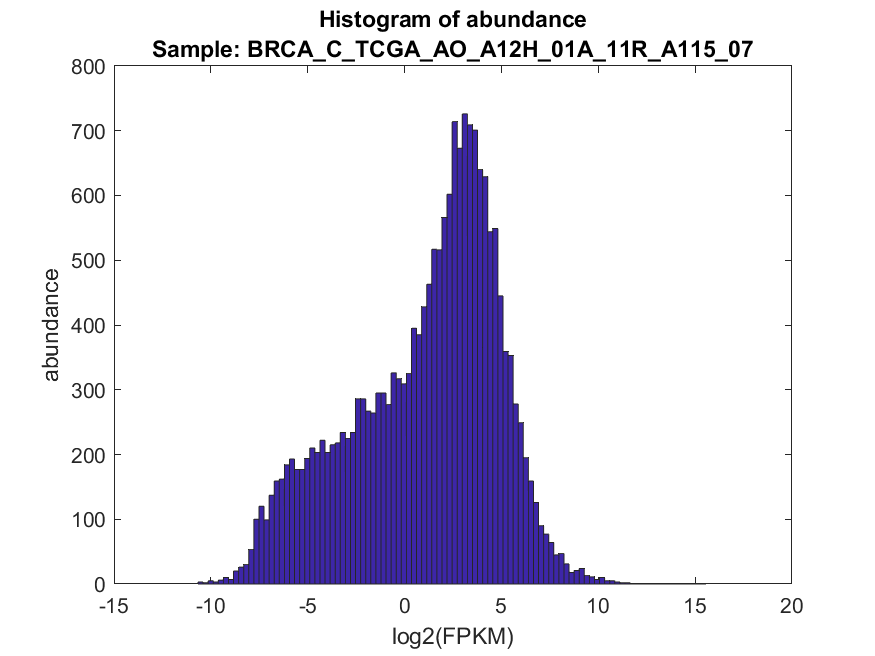 Histogram of abundance
Sample: BRCA_C_TCGA_AO_A12H_01A_11R_A115_07
800
700
600
500
400
300
200
100
0
abundance
-15 -10 -5 0 5 10 15 20
log2(FPKM)